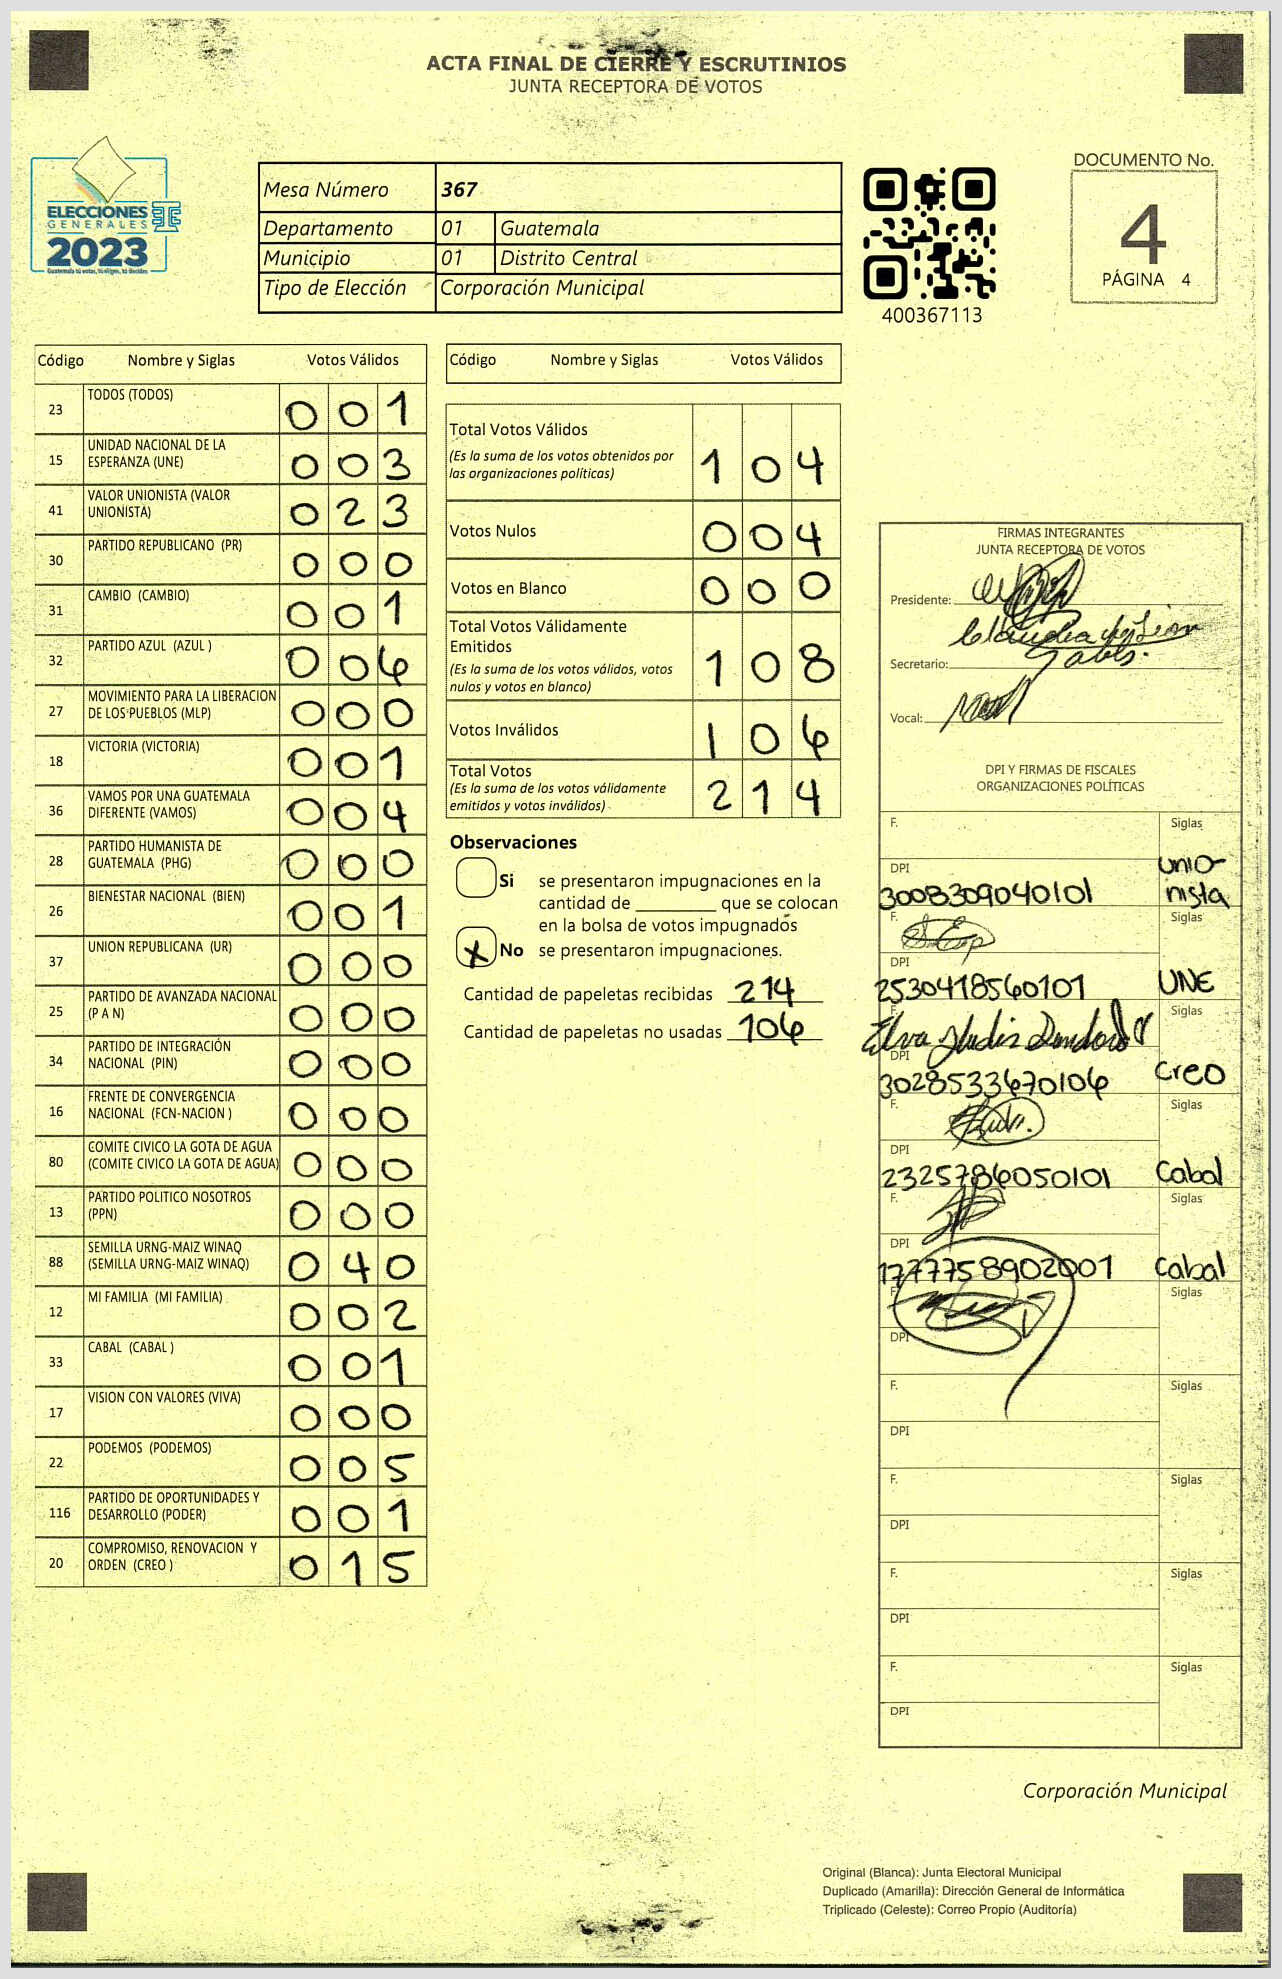 ACTA FINAL DE CIERRE Y ESCRUTINIOS
JUNTA RECEPTORA DE VOTOS
ELECCIONES
GENERALES
2023
Guatemala tú votas, tú eliges, tú decides
Mesa Número 367
Departamento 01 Guatemala
Municipio 01 Distrito Central
Tipo de Elección Corporación Municipal
400367113
DOCUMENTO No.
4
PÁGINA 4
Código Nombre y Siglas Votos Válidos
23 TODOS (TODOS) 0 0 1
15 UNIDAD NACIONAL DE LA ESPERANZA (UNE) 0 0 3
41 VALOR UNIONISTA (VALOR UNIONISTA) 0 2 3
30 PARTIDO REPUBLICANO (PR) 0 0 0
31 CAMBIO (CAMBIO) 0 0 1
32 PARTIDO AZUL (AZUL ) 0 0 6
27 MOVIMIENTO PARA LA LIBERACION DE LOS PUEBLOS (MLP) 0 0 0
18 VICTORIA (VICTORIA) 0 0 1
36 VAMOS POR UNA GUATEMALA DIFERENTE (VAMOS) 0 0 4
28 PARTIDO HUMANISTA DE GUATEMALA (PHG) 0 0 0
26 BIENESTAR NACIONAL (BIEN) 0 0 1
37 UNION REPUBLICANA (UR) 0 0 0
25 PARTIDO DE AVANZADA NACIONAL (P A N) 0 0 0
34 PARTIDO DE INTEGRACIÓN NACIONAL (PIN) 0 0 0
16 FRENTE DE CONVERGENCIA NACIONAL (FCN-NACION ) 0 0 0
80 COMITE CIVICO LA GOTA DE AGUA (COMITE CIVICO LA GOTA DE AGUA) 0 0 0
13 PARTIDO POLITICO NOSOTROS (PPN) 0 0 0
88 SEMILLA URNG-MAIZ WINAQ (SEMILLA URNG-MAIZ WINAQ) 0 4 0
12 MI FAMILIA (MI FAMILIA) 0 0 2
33 CABAL (CABAL ) 0 0 1
17 VISION CON VALORES (VIVA) 0 0 0
22 PODEMOS (PODEMOS) 0 0 5
116 PARTIDO DE OPORTUNIDADES Y DESARROLLO (PODER) 0 0 1
20 COMPROMISO, RENOVACION Y ORDEN (CREO ) 0 1 5
Código Nombre y Siglas Votos Válidos
Total Votos Válidos
(Es la suma de los votos obtenidos por
las organizaciones políticas) 1 0 4
Votos Nulos 0 0 4
Votos en Blanco 0 0 0
Total Votos Válidamente
Emitidos
(Es la suma de los votos válidos, votos
nulos y votos en blanco) 1 0 8
Votos Inválidos 1 0 6
Total Votos
(Es la suma de los votos válidamente
emitidos y votos inválidos) 2 1 4
Observaciones
Si se presentaron impugnaciones en la
cantidad de ________ que se colocan
en la bolsa de votos impugnados
X No se presentaron impugnaciones.
Cantidad de papeletas recibidas 214
Cantidad de papeletas no usadas 106
FIRMAS INTEGRANTES
JUNTA RECEPTORA DE VOTOS
Presidente:
Claudia de León
Secretario:
Vocal:
DPI Y FIRMAS DE FISCALES
ORGANIZACIONES POLÍTICAS
F. Siglas
DPI unio-
3008309040101 nista
F. Siglas
DPI
2530418560101 UNE
F. Siglas
Elva
DPI
3028533670106 Creo
F. Siglas
DPI
2325786050101 Cabal
F. Siglas
DPI
1777758902001 Cabal
F. Siglas
DPI
F. Siglas
DPI
F. Siglas
DPI
F. Siglas
DPI
F. Siglas
DPI
Corporación Municipal
Original (Blanca): Junta Electoral Municipal
Duplicado (Amarilla): Dirección General de Informática
Triplicado (Celeste): Correo Propio (Auditoría)